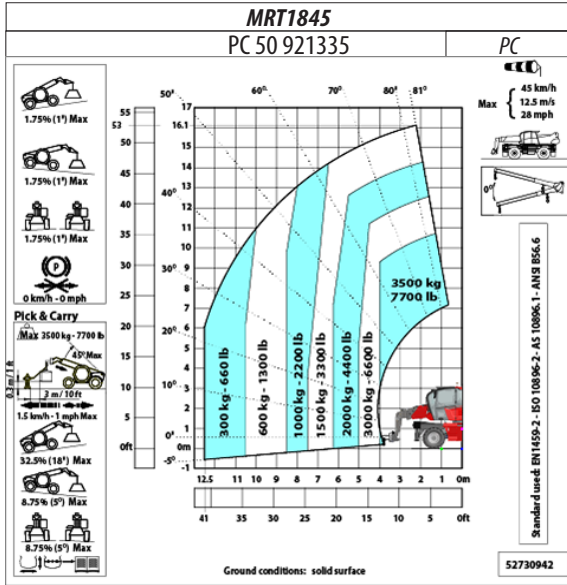 MRT1845
PC 50 921335
PC
1.75% (1°) Max
1.75% (1°) Max
1.75% (1°) Max
P
0 km/h - 0 mph
Pick & Carry
Max 3500 kg - 7700 lb
45° Max
0.3 m / 1 ft
3 m / 10 ft
1.5 km/h - 1 mph Max
32.5% (18°) Max
8.75% (5°) Max
8.75% (5°) Max
50° 60° 70° 80° 81°
40°
30°
20°
10°
0°
-5°
55
53
50
45
40
35
30
25
20
15
10
5
0ft
17
16.1
15
14
13
12
11
10
9
8
7
6
5
4
3
2
1
0m
-1
300 kg - 660 lb
600 kg - 1300 lb
1000 kg - 2200 lb
1500 kg - 3300 lb
2000 kg - 4400 lb
3000 kg - 6600 lb
3500 kg
7700 lb
12.5 11 10 9 8 7 6 5 4 3 2 1 0m
41 35 30 25 20 15 10 5 0ft
Ground conditions: solid surface
Max
45 km/h
12.5 m/s
28 mph
0°
Standard used: EN1459-2 - ISO 10896-2 - AS 10896.1 - ANSI B56.6
52730942